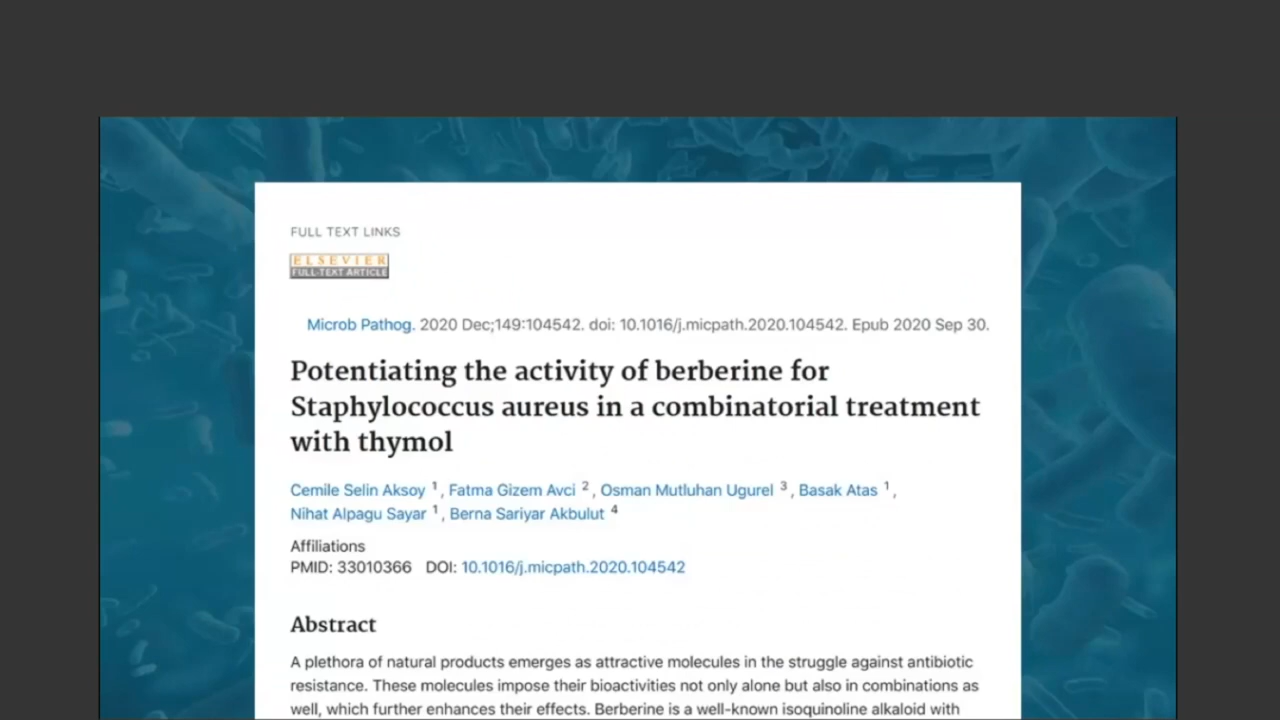 FULL TEXT LINKS
ELSEVIER
FULL-TEXT ARTICLE
Microb Pathog. 2020 Dec;149:104542. doi: 10.1016/j.micpath.2020.104542. Epub 2020 Sep 30.
Potentiating the activity of berberine for
Staphylococcus aureus in a combinatorial treatment
with thymol
Cemile Selin Aksoy 1, Fatma Gizem Avci 2, Osman Mutluhan Ugurel 3, Basak Atas 1,
Nihat Alpagu Sayar 1, Berna Sariyar Akbulut 4
Affiliations
PMID: 33010366 DOI: 10.1016/j.micpath.2020.104542
Abstract
A plethora of natural products emerges as attractive molecules in the struggle against antibiotic
resistance. These molecules impose their bioactivities not only alone but also in combinations as
well, which further enhances their effects. Berberine is a well-known isoquinoline alkaloid with